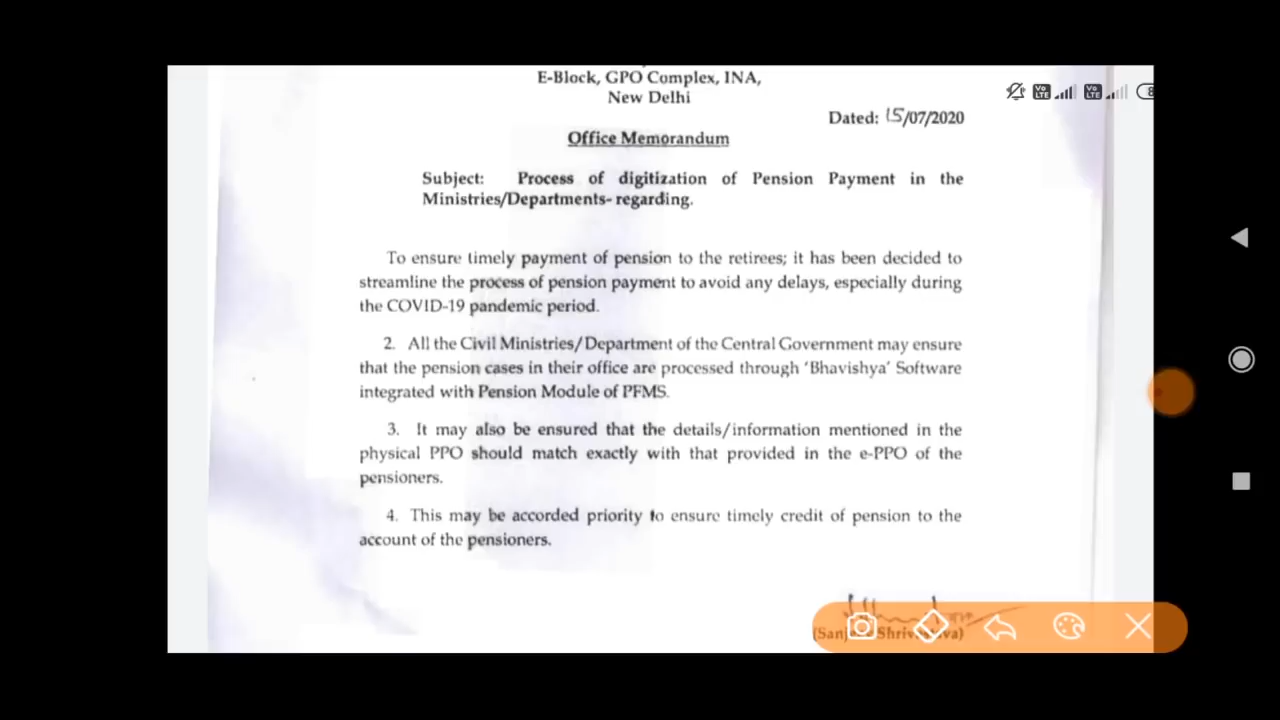 E-Block, GPO Complex, INA,
New Delhi
Dated: 15/07/2020
Office Memorandum
Subject: Process of digitization of Pension Payment in the
Ministries/Departments- regarding.
To ensure timely payment of pension to the retirees; it has been decided to
streamline the process of pension payment to avoid any delays, especially during
the COVID-19 pandemic period.
2. All the Civil Ministries/Department of the Central Government may ensure
that the pension cases in their office are processed through 'Bhavishya' Software
integrated with Pension Module of PFMS.
3. It may also be ensured that the details/information mentioned in the
physical PPO should match exactly with that provided in the e-PPO of the
pensioners.
4. This may be accorded priority to ensure timely credit of pension to the
account of the pensioners.